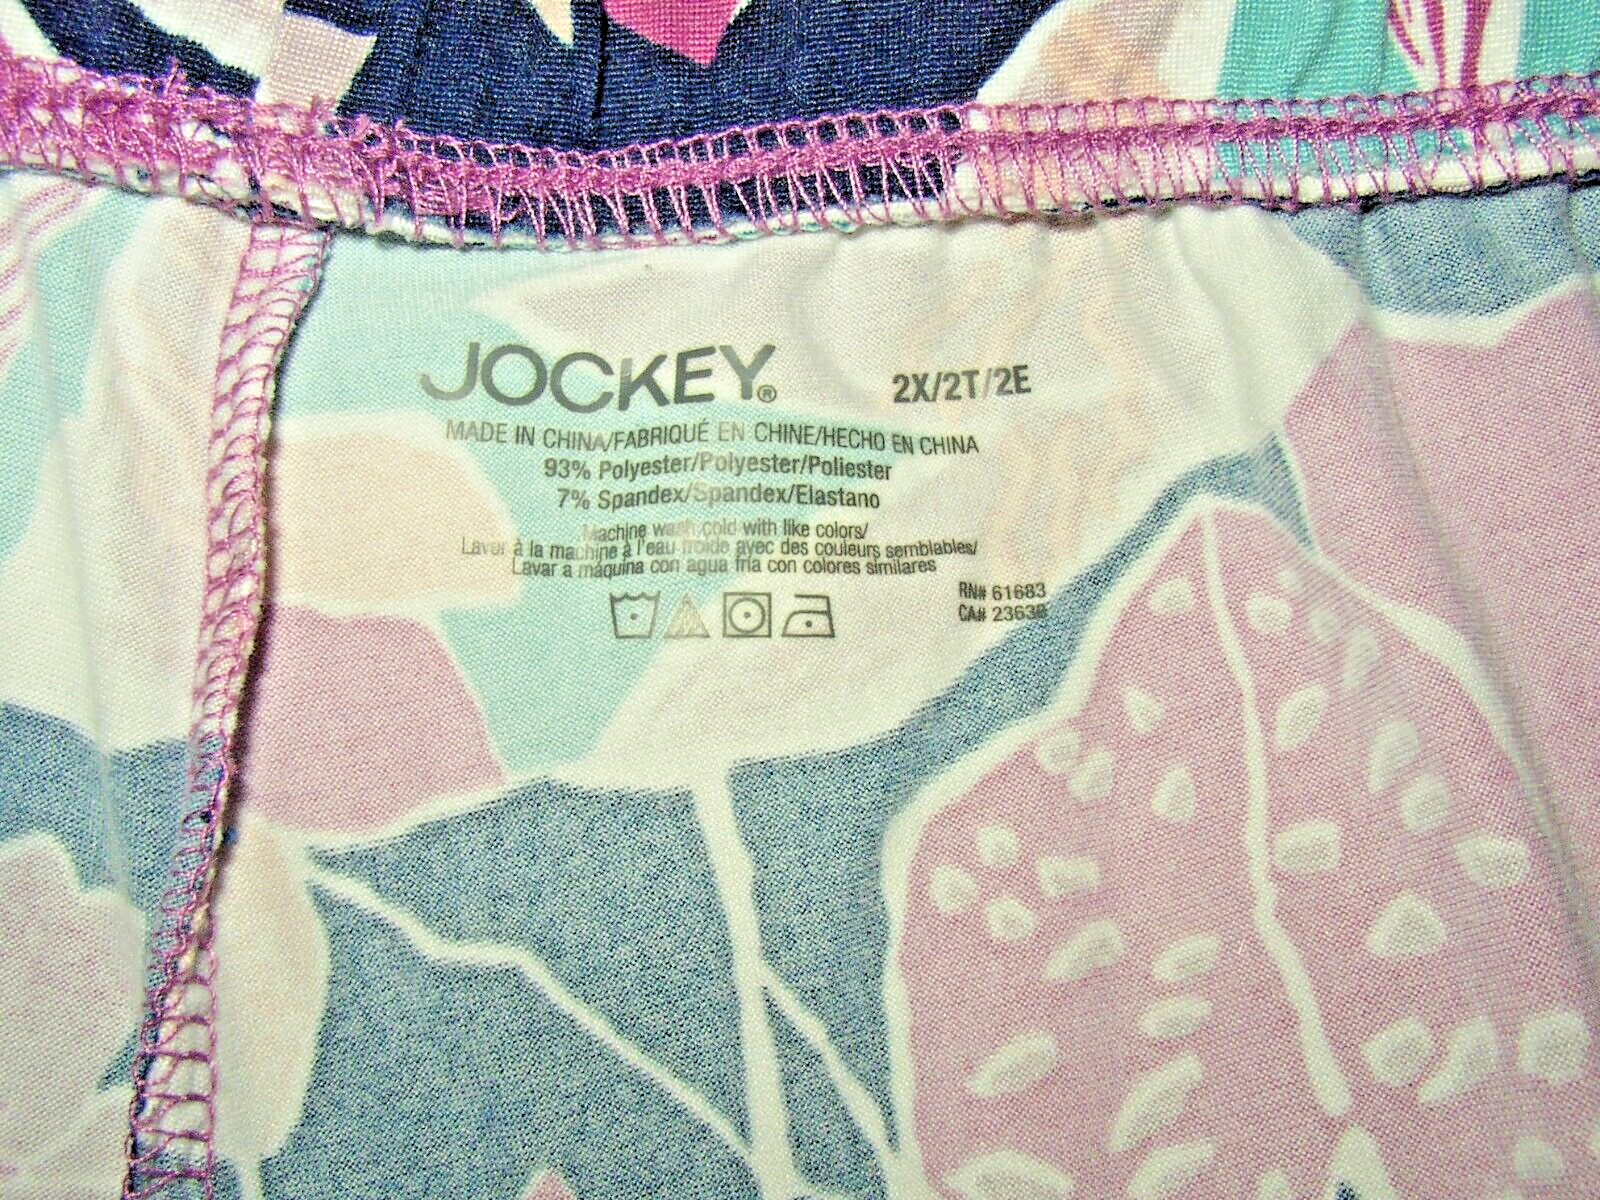 JOCKEY®
2X/2T/2E
MADE IN CHINA/FABRIQUÉ EN CHINE/HECHO EN CHINA
93% Polyester/Polyester/Poliester
7% Spandex/Spandex/Elastano
Machine wash cold with like colors/
Laver à la machine à l'eau froide avec des couleurs semblables/
Lavar a máquina con agua fria con colores similares
RN# 61683
CA#